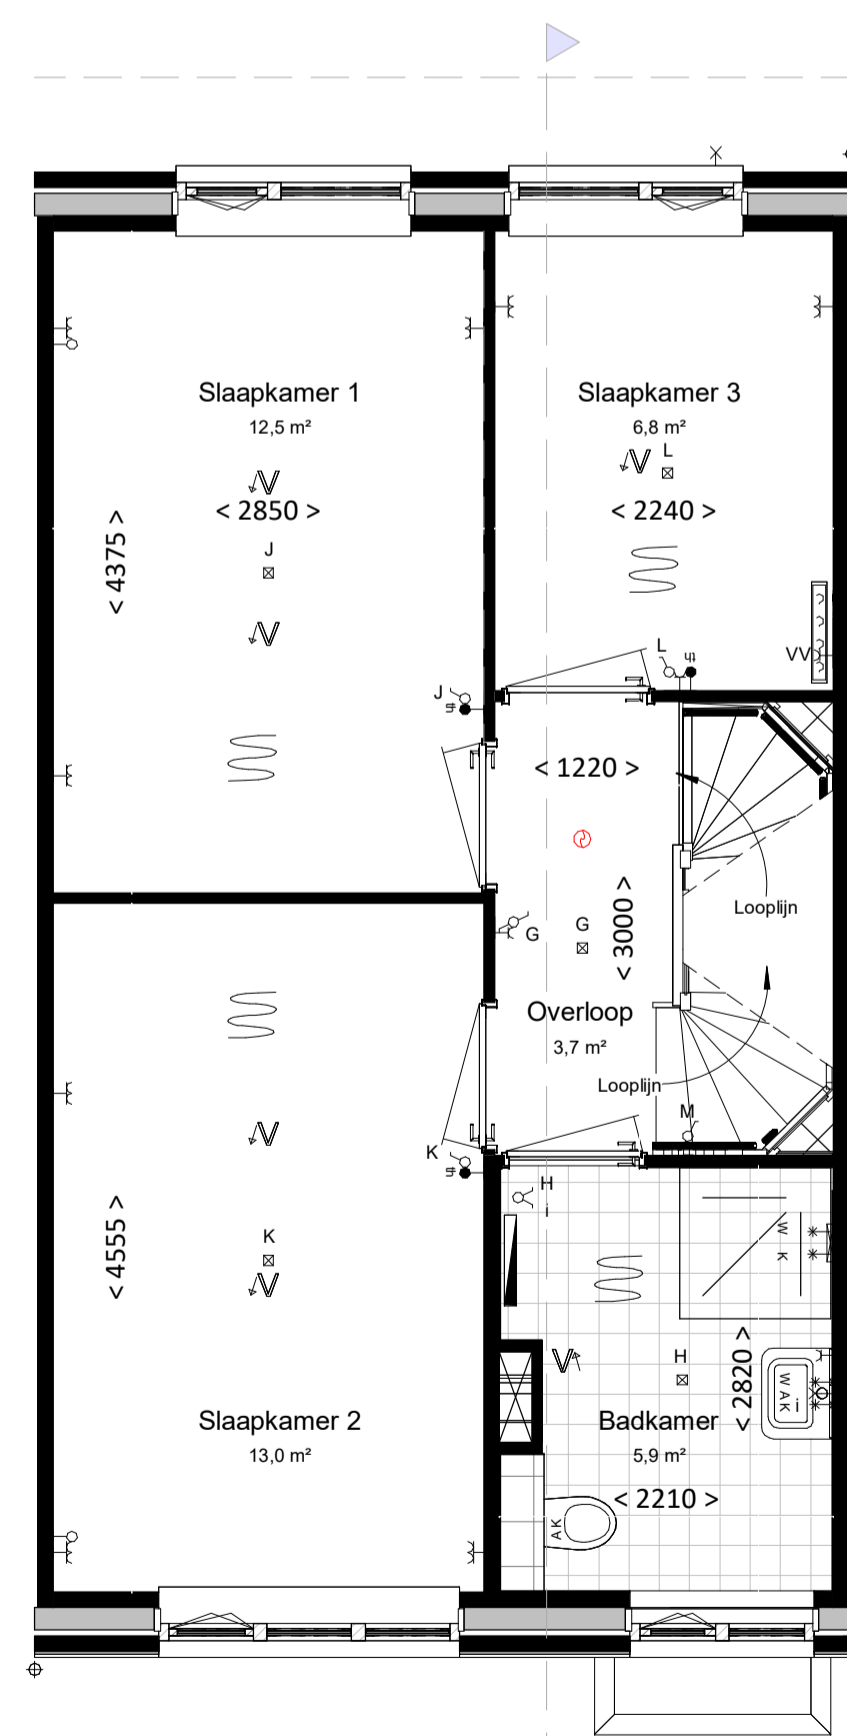 Slaapkamer 1
12,5 m²
V
< 2850 >
< 4375 >
J
V
J
Slaapkamer 3
6,8 m²
V
L
< 2240 >
L
VV
< 1220 >
G
G
< 3000 >
Overloop
3,7 m²
Looplijn
Looplijn
M
V
K
K
V
< 4555 >
Slaapkamer 2
13,0 m²
H
i
W K
V
H
< 2820 >
i
W A K
Badkamer
5,9 m²
< 2210 >
A K